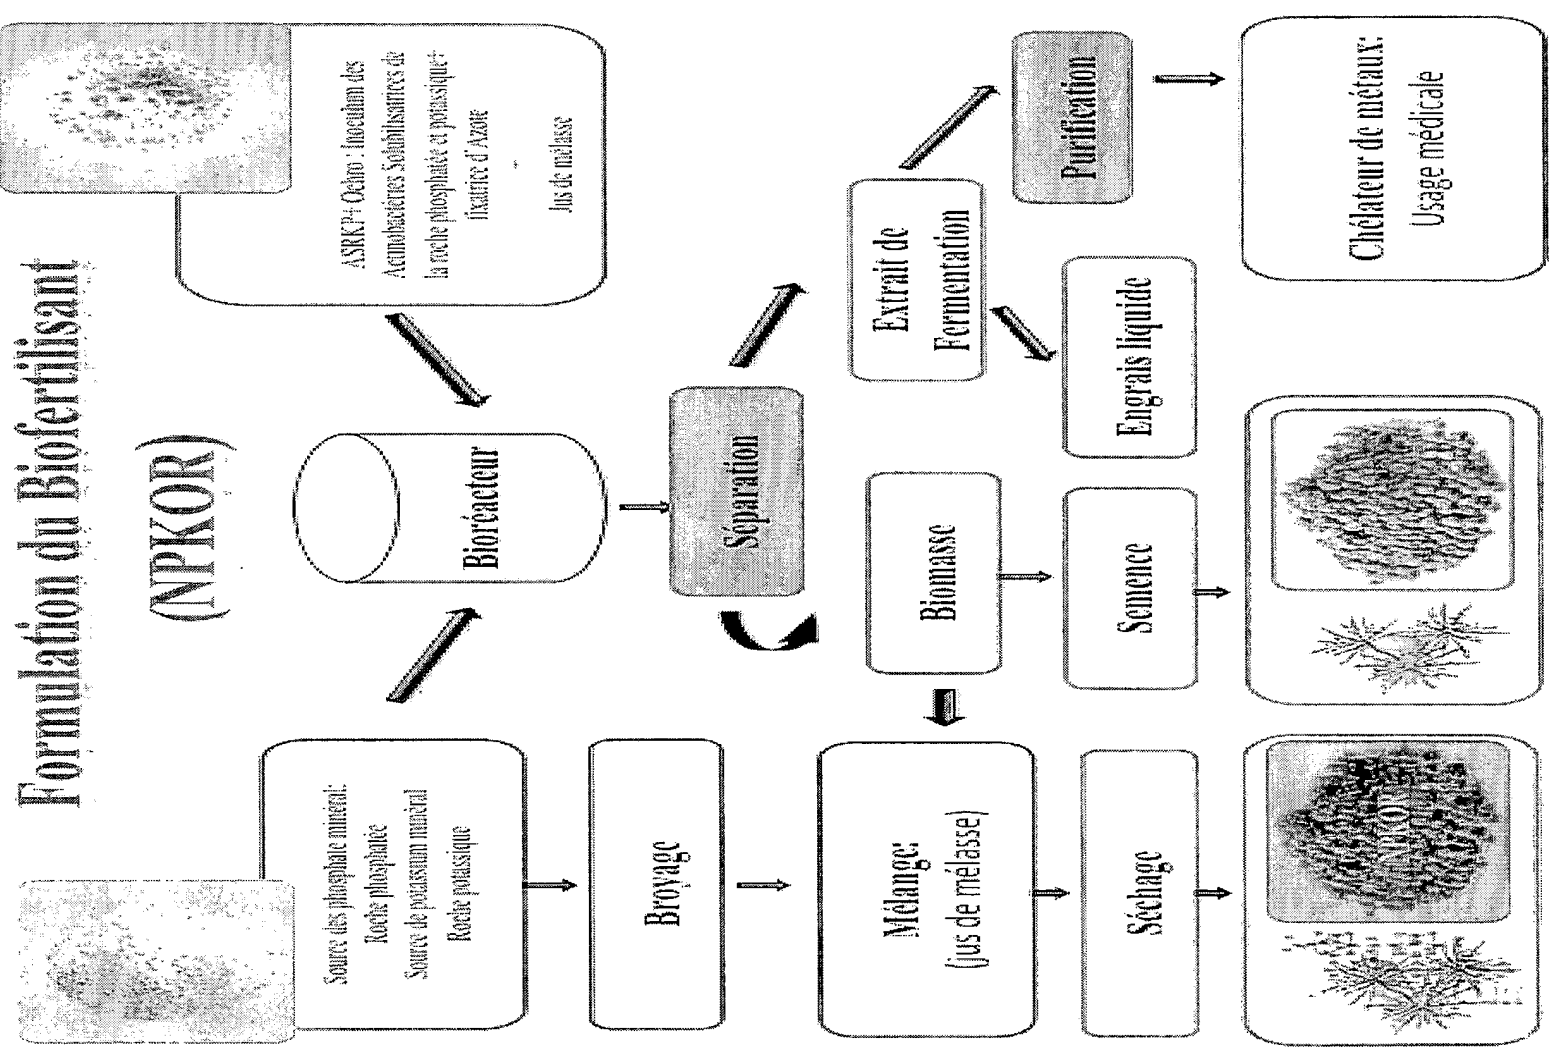 Formulation du Biofertilisant
(NPKOR)
Source des phosphate minéral:
Roche phosphatée
Source de potassium minéral
Roche potassique
Bioréacteur
ASRKP+ Ochro : Inoculum des
Actinobactéries Solubilisatrices de
la roche phosphatée et potassique+
fixatrice d'Azote
+
Jus de mélasse
Broyage
Séparation
Mélange:
(jus de mélasse)
Biomasse
Extrait de
Fermentation
Séchage
Semence
Engrais liquide
Purification
NPKOR
Chélateur de métaux:
Usage médicale